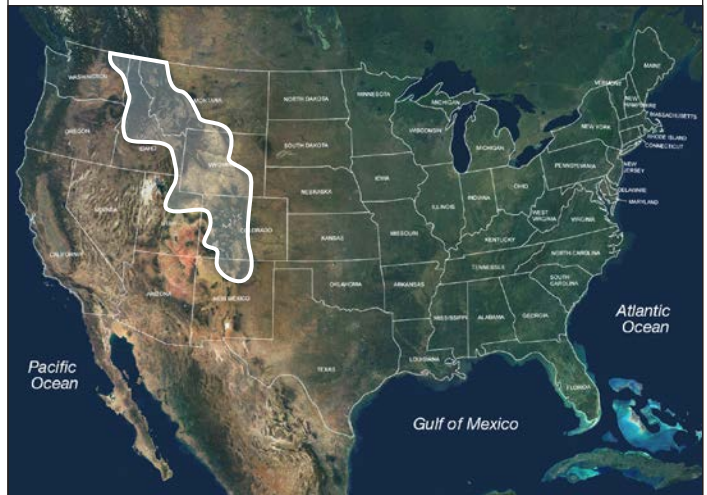 WASHINGTON
MONTANA
NORTH DAKOTA
MINNESOTA
MICHIGAN
VERMONT
MAINE
NEW
HAMPSHIRE
MASSACHUSETTS
RHODE ISLAND
CONNECTICUT
OREGON
IDAHO
SOUTH DAKOTA
WISCONSIN
MICHIGAN
NEW YORK
WYOMING
IOWA
PENNSYLVANIA
NEW
JERSEY
DELAWARE
MARYLAND
NEVADA
NEBRASKA
ILLINOIS
INDIANA
OHIO
WEST
VIRGINIA
VIRGINIA
CALIFORNIA
COLORADO
KANSAS
MISSOURI
KENTUCKY
NORTH CAROLINA
TENNESSEE
SOUTH
CAROLINA
ARIZONA
NEW MEXICO
OKLAHOMA
ARKANSAS
MISSISSIPPI
ALABAMA
GEORGIA
TEXAS
LOUISIANA
FLORIDA
Pacific
Ocean
Gulf of Mexico
Atlantic
Ocean